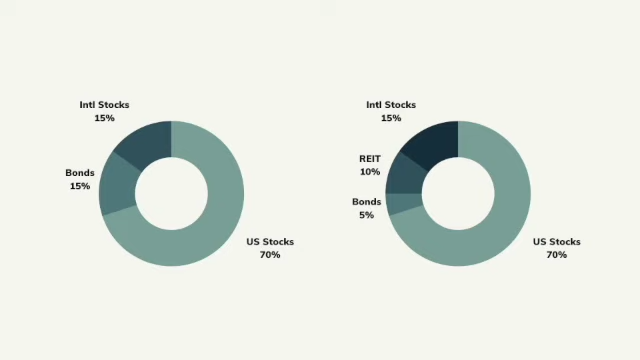 Intl Stocks
15%
Bonds
15%
US Stocks
70%
Intl Stocks
15%
REIT
10%
Bonds
5%
US Stocks
70%